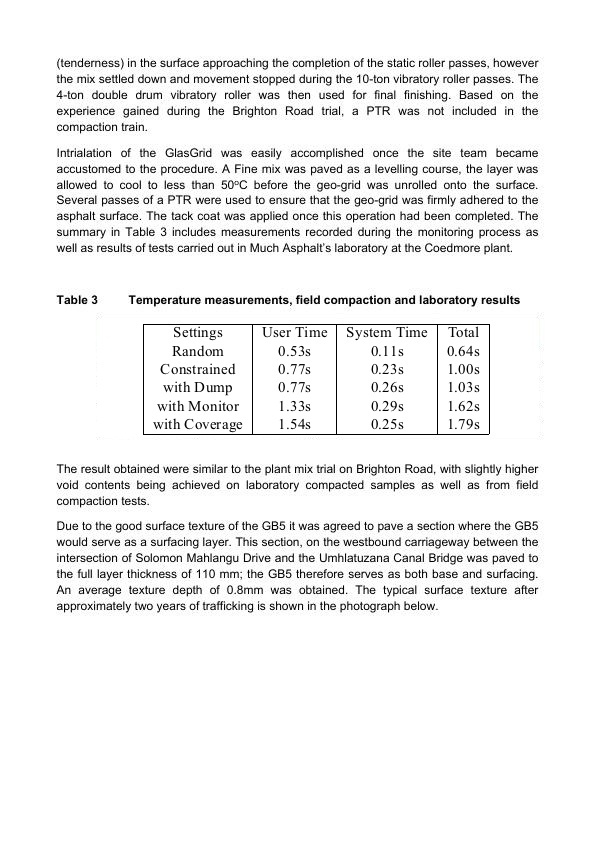 (tenderness) in the surface approaching the completion of the static roller passes, however
the mix settled down and movement stopped during the 10-ton vibratory roller passes. The
4-ton double drum vibratory roller was then used for final finishing. Based on the
experience gained during the Brighton Road trial, a PTR was not included in the
compaction train.
Intrialation of the GlasGrid was easily accomplished once the site team became
accustomed to the procedure. A Fine mix was paved as a levelling course, the layer was
allowed to cool to less than 50ºC before the geo-grid was unrolled onto the surface.
Several passes of a PTR were used to ensure that the geo-grid was firmly adhered to the
asphalt surface. The tack coat was applied once this operation had been completed. The
summary in Table 3 includes measurements recorded during the monitoring process as
well as results of tests carried out in Much Asphalt's laboratory at the Coedmore plant.
Table 3 Temperature measurements, field compaction and laboratory results
Settings User Time System Time Total
Random 0.53s 0.11s 0.64s
Constrained 0.77s 0.23s 1.00s
with Dump 0.77s 0.26s 1.03s
with Monitor 1.33s 0.29s 1.62s
with Coverage 1.54s 0.25s 1.79s
The result obtained were similar to the plant mix trial on Brighton Road, with slightly higher
void contents being achieved on laboratory compacted samples as well as from field
compaction tests.
Due to the good surface texture of the GB5 it was agreed to pave a section where the GB5
would serve as a surfacing layer. This section, on the westbound carriageway between the
intersection of Solomon Mahlangu Drive and the Umhlatuzana Canal Bridge was paved to
the full layer thickness of 110 mm; the GB5 therefore serves as both base and surfacing.
An average texture depth of 0.8mm was obtained. The typical surface texture after
approximately two years of trafficking is shown in the photograph below.